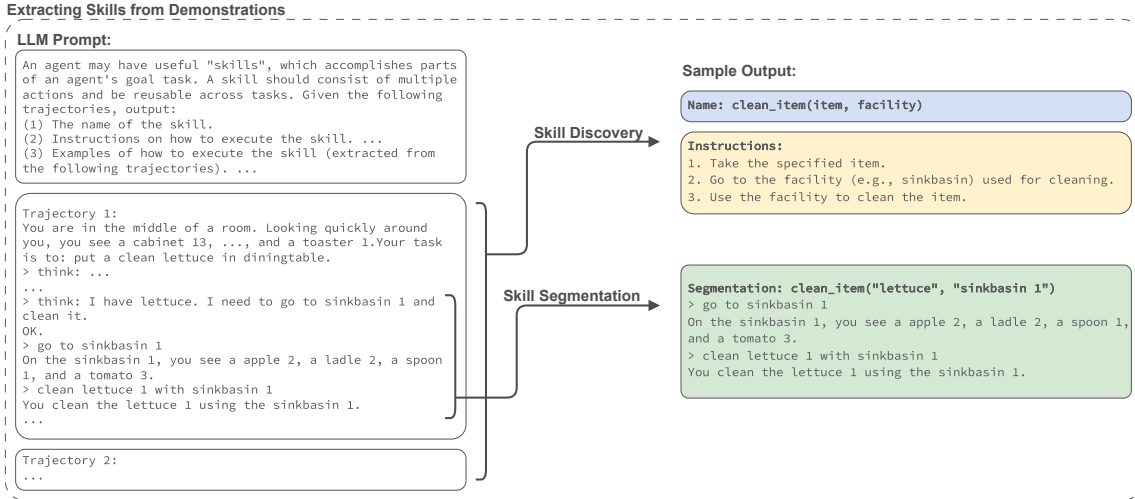 Extracting Skills from Demonstrations
LLM Prompt:
An agent may have useful "skills", which accomplishes parts
of an agent's goal task. A skill should consist of multiple
actions and be reusable across tasks. Given the following
trajectories, output:
(1) The name of the skill.
(2) Instructions on how to execute the skill. ...
(3) Examples of how to execute the skill (extracted from
the following trajectories). ...
Trajectory 1:
You are in the middle of a room. Looking quickly around
you, you see a cabinet 13, ..., and a toaster 1.Your task
is to: put a clean lettuce in diningtable.
> think: ...
...
> think: I have lettuce. I need to go to sinkbasin 1 and
clean it.
OK.
> go to sinkbasin 1
On the sinkbasin 1, you see a apple 2, a ladle 2, a spoon
1, and a tomato 3.
> clean lettuce 1 with sinkbasin 1
You clean the lettuce 1 using the sinkbasin 1.
...
Trajectory 2:
...
Skill Discovery
Skill Segmentation
Sample Output:
Name: clean_item(item, facility)
Instructions:
1. Take the specified item.
2. Go to the facility (e.g., sinkbasin) used for cleaning.
3. Use the facility to clean the item.
Segmentation: clean_item("lettuce", "sinkbasin 1")
> go to sinkbasin 1
On the sinkbasin 1, you see a apple 2, a ladle 2, a spoon 1,
and a tomato 3.
> clean lettuce 1 with sinkbasin 1
You clean the lettuce 1 using the sinkbasin 1.